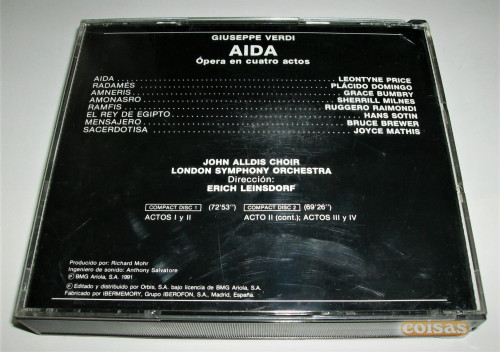 GIUSEPPE VERDI
AIDA
Ópera en cuatro actos
AIDA LEONTYNE PRICE
RADAMÉS PLÁCIDO DOMINGO
AMNERIS GRACE BUMBRY
AMONASRO SHERRILL MILNES
RAMFIS RUGGERO RAIMONDI
EL REY DE EGIPTO HANS SOTIN
MENSAJERO BRUCE BREWER
SACERDOTISA JOYCE MATHIS
JOHN ALLDIS CHOIR
LONDON SYMPHONY ORCHESTRA
Dirección:
ERICH LEINSDORF
COMPACT DISC 1 (72'53'') COMPACT DISC 2 (69'26'')
ACTOS I y II ACTO II (cont.); ACTOS III y IV
Producido por: Richard Mohr
Ingeniero de sonido: Anthony Salvatore
℗ BMG Ariola, S.A. 1991
℗ Editado y distribuido por Orbis, S.A. bajo licencia de BMG Ariola, S.A.
Fabricado por IBERMEMORY, Grupo IBEROFON, S.A., Madrid, España.
coisas